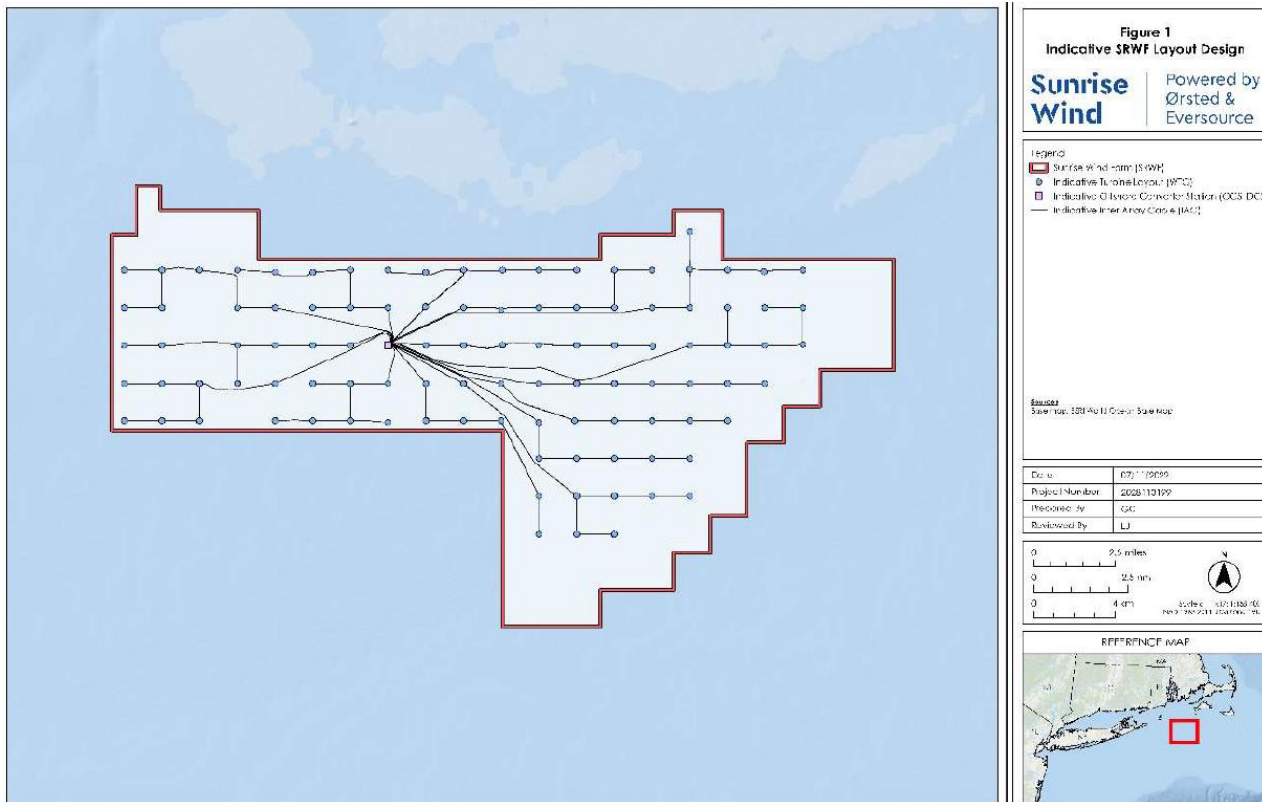 Figure 1
Indicative SRWF Layout Design
Sunrise
Wind
Powered by
Ørsted &
Eversource
Legend
Sunrise Wind Farm (SRWF)
Indicative Turbine Layout (WTG)
Indicative Offshore Converter Station (OCS-DC)
Indicative Inter Array Cable (IAC)
Sources
Base map: ESRI World Ocean Base Map
Date
Project Number
Prepared By
GC
Reviewed By
LJ
0 2.5 miles
0 2.5 nm
0 4 km
N
REFERENCE MAP